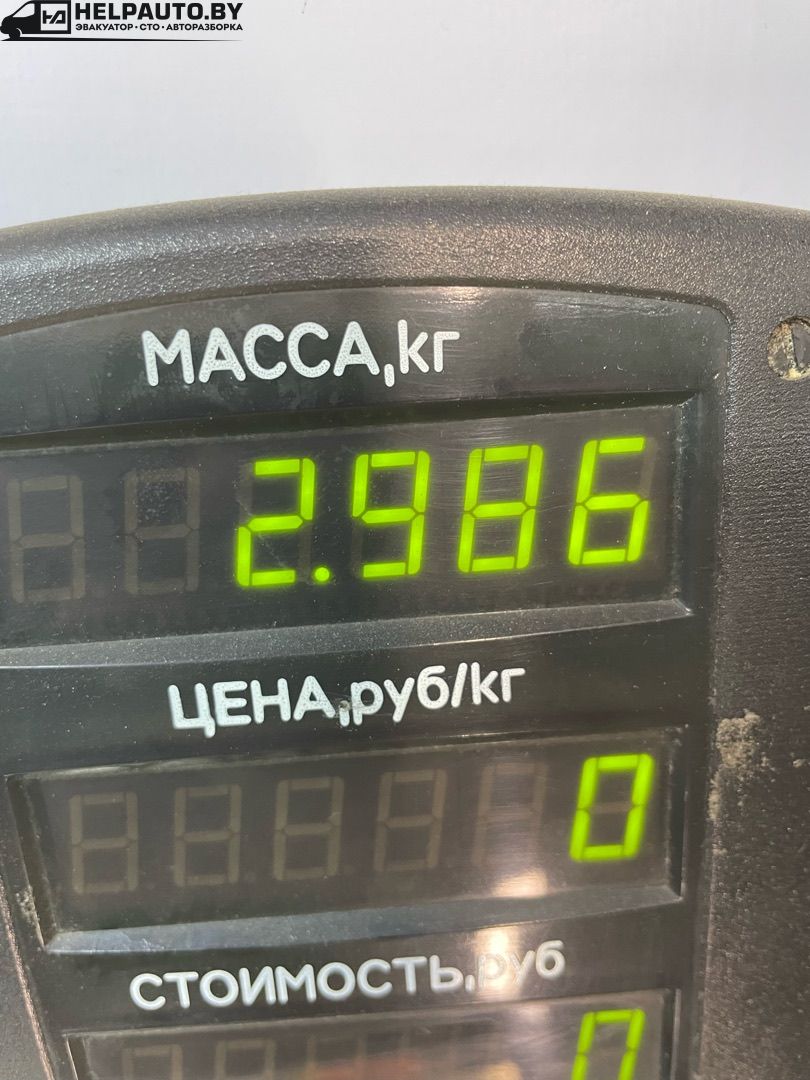 HELPAUTO.BY
ЭВАКУАТОР • СТО • АВТОРАЗБОРКА
МАССА,кг
2.986
ЦЕНА,руб/кг
0
СТОИМОСТЬ,руб
0